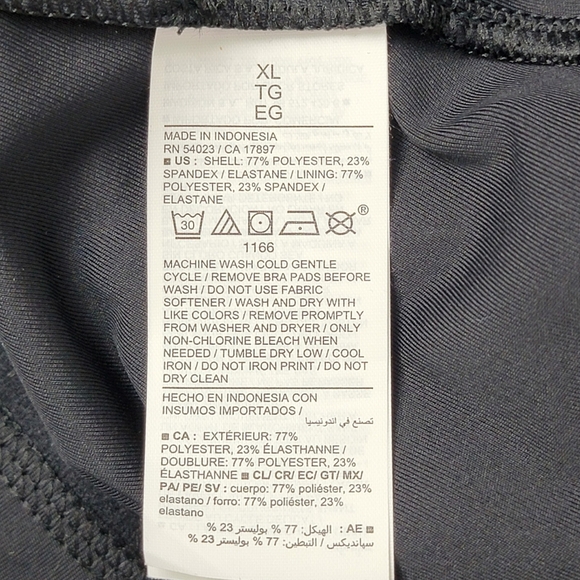 XL
TG
EG
MADE IN INDONESIA
RN 54023 / CA 17897
US : SHELL: 77% POLYESTER, 23%
SPANDEX / ELASTANE / LINING: 77%
POLYESTER, 23% SPANDEX /
ELASTANE
30
®
1166
MACHINE WASH COLD GENTLE
CYCLE / REMOVE BRA PADS BEFORE
WASH / DO NOT USE FABRIC
SOFTENER / WASH AND DRY WITH
LIKE COLORS / REMOVE PROMPTLY
FROM WASHER AND DRYER / ONLY
NON-CHLORINE BLEACH WHEN
NEEDED / TUMBLE DRY LOW / COOL
IRON / DO NOT IRON PRINT / DO NOT
DRY CLEAN
HECHO EN INDONESIA CON
INSUMOS IMPORTADOS /
تصنع في اندونيسيا
CA : EXTÉRIEUR: 77%
POLYESTER, 23% ÉLASTHANNE /
DOUBLURE: 77% POLYESTER, 23%
ÉLASTHANNE CL/ CR/ EC/ GT/ MX/
PA/ PE/ SV : cuerpo: 77% poliéster, 23%
elastano / forro: 77% poliéster, 23%
elastano
AE : الهيكل: 77 % بوليستر 23 %
سبانديكس / التبطين: 77 % بوليستر 23 %